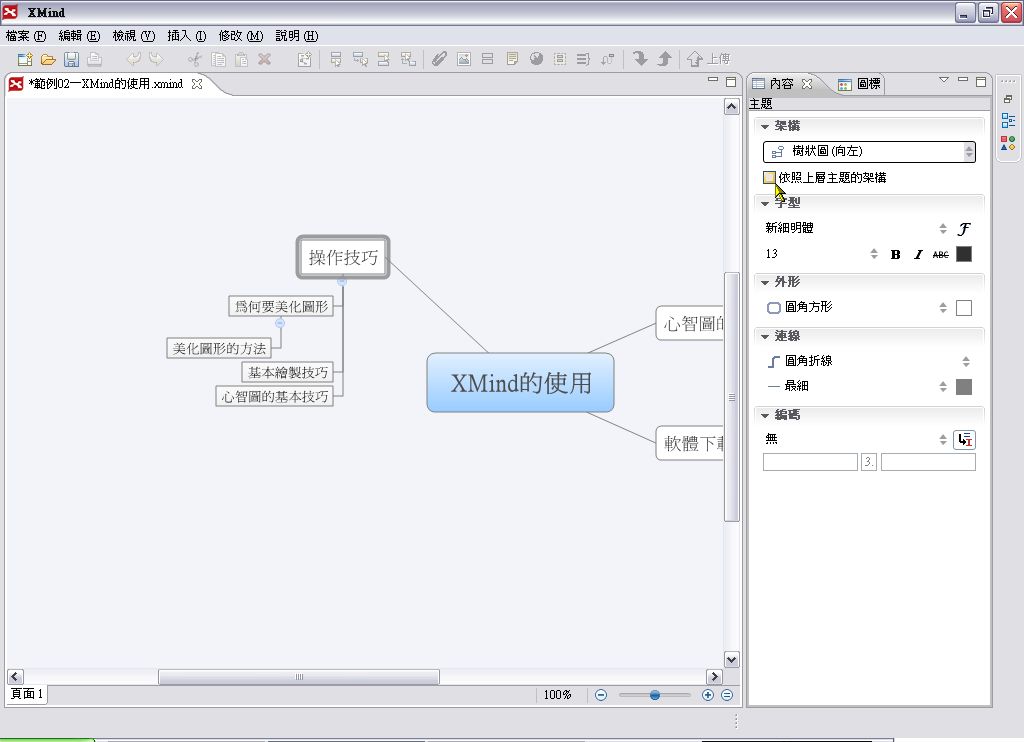 XMind
檔案 (F) 編輯 (E) 檢視 (V) 插入 (I) 修改 (M) 說明 (H)
上傳
*範例02─XMind的使用.xmind
內容 圖標
主題
架構
樹狀圖 (向左)
依照上層主題的架構
字型
新細明體
13 B I ABC
外形
圓角方形
連線
圓角折線
最細
編碼
無
3.
操作技巧
為何要美化圖形
美化圖形的方法
基本繪製技巧
心智圖的基本技巧
XMind的使用
心智圖的
軟體下載
頁面 1
100%